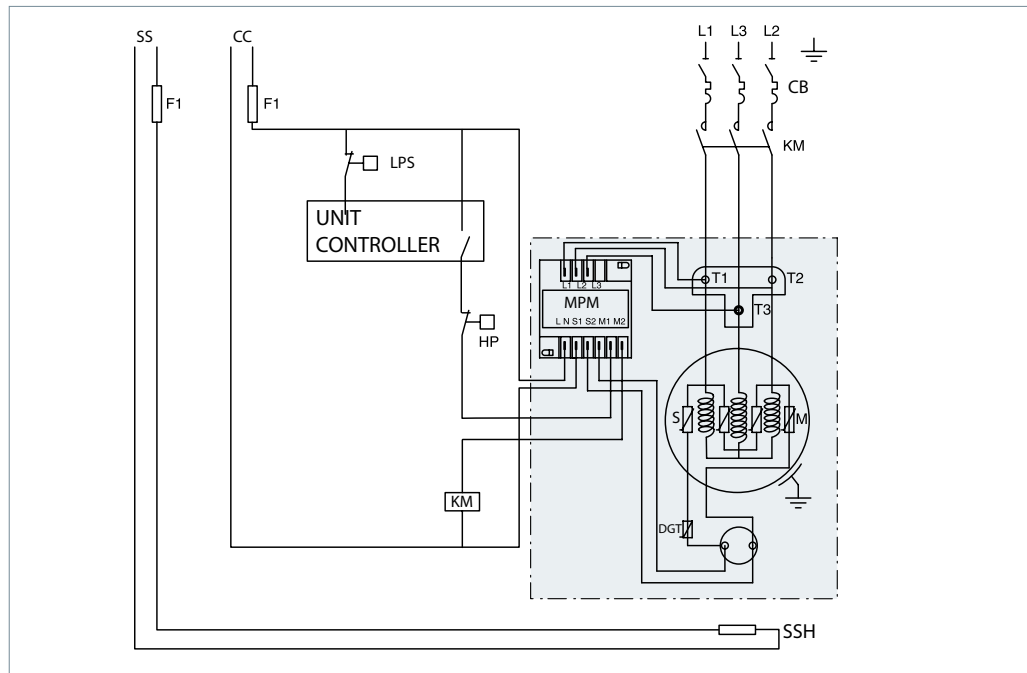 SS
CC
L1 L3 L2
F1
F1
CB
KM
LPS
UNIT
CONTROLLER
L1 L2 L3
MPM
L N S1 S2 M1 M2
T1
T2
T3
HP
S
M
KM
DGT
SSH